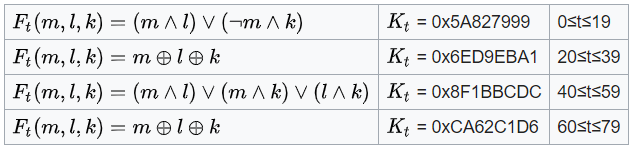 F_t(m, l, k) = (m ∧ l) ∨ (¬m ∧ k) K_t = 0x5A827999 0≤t≤19
F_t(m, l, k) = m ⊕ l ⊕ k K_t = 0x6ED9EBA1 20≤t≤39
F_t(m, l, k) = (m ∧ l) ∨ (m ∧ k) ∨ (l ∧ k) K_t = 0x8F1BBCDC 40≤t≤59
F_t(m, l, k) = m ⊕ l ⊕ k K_t = 0xCA62C1D6 60≤t≤79